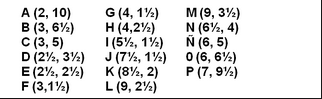 A (2, 10) G (4, 1½) M (9, 3½)
B (3, 6½) H (4,2½) N (6½, 4)
C (3, 5) I (5½, 1½) Ñ (6, 5)
D (2½, 3½) J (7½, 1½) 0 (6, 6½)
E (2½, 2½) K (8½, 2) P (7, 9½)
F (3,1½) L (9, 2½)